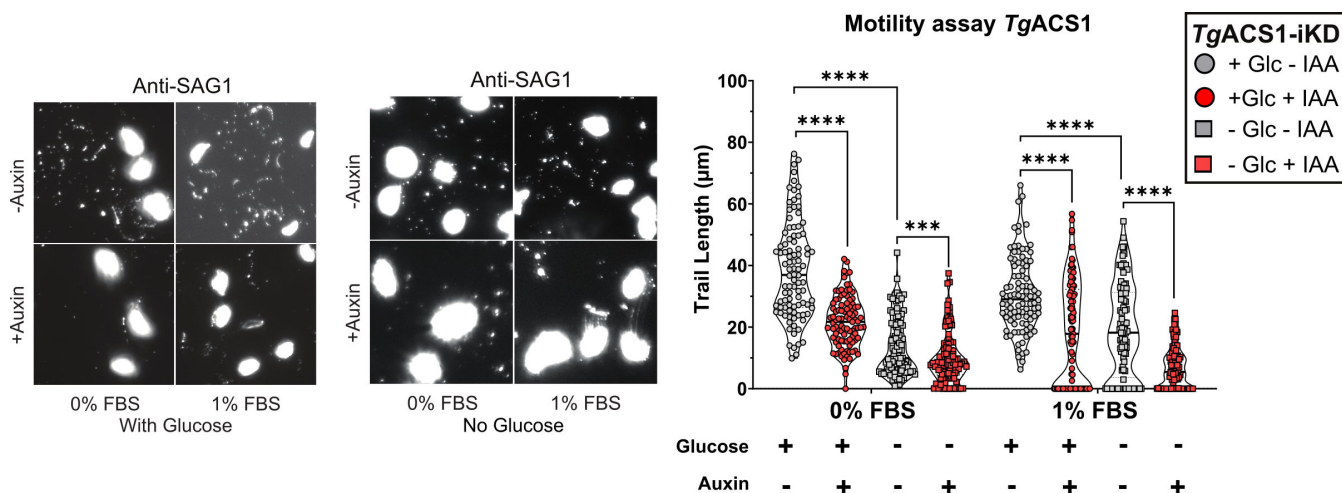 Anti-SAG1
-Auxin
+Auxin
0% FBS 1% FBS
With Glucose
Anti-SAG1
-Auxin
+Auxin
0% FBS 1% FBS
No Glucose
Motility assay TgACS1
Trail Length (µm)
100
80
60
40
20
0
**** 
****
***
****
****
****
0% FBS 1% FBS
Glucose + + - - + + - -
Auxin - + - + - + - +
TgACS1-iKD
+ Glc - IAA
+Glc + IAA
- Glc - IAA
- Glc + IAA